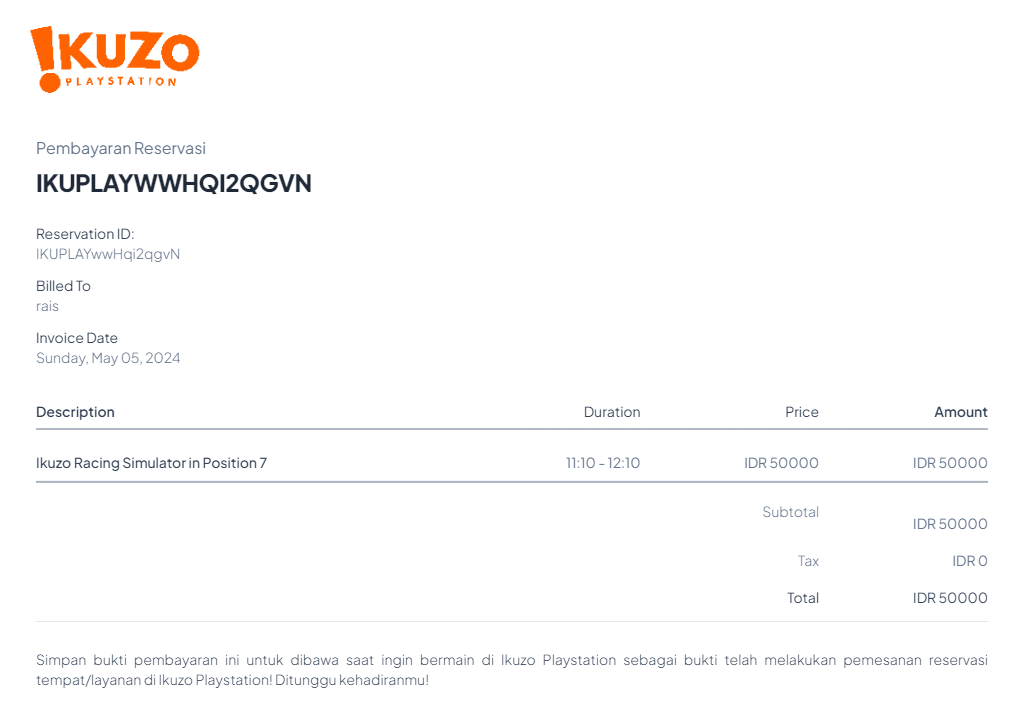 !KUZO
PLAYSTATION
Pembayaran Reservasi
IKUPLAYWWHQI2QGVN
Reservation ID:
IKUPLAYwwHqi2qgvN
Billed To
rais
Invoice Date
Sunday, May 05, 2024
Description Duration Price Amount
Ikuzo Racing Simulator in Position 7 11:10 - 12:10 IDR 50000 IDR 50000
Subtotal IDR 50000
Tax IDR 0
Total IDR 50000
Simpan bukti pembayaran ini untuk dibawa saat ingin bermain di Ikuzo Playstation sebagai bukti telah melakukan pemesanan reservasi
tempat/layanan di Ikuzo Playstation! Ditunggu kehadiranmu!